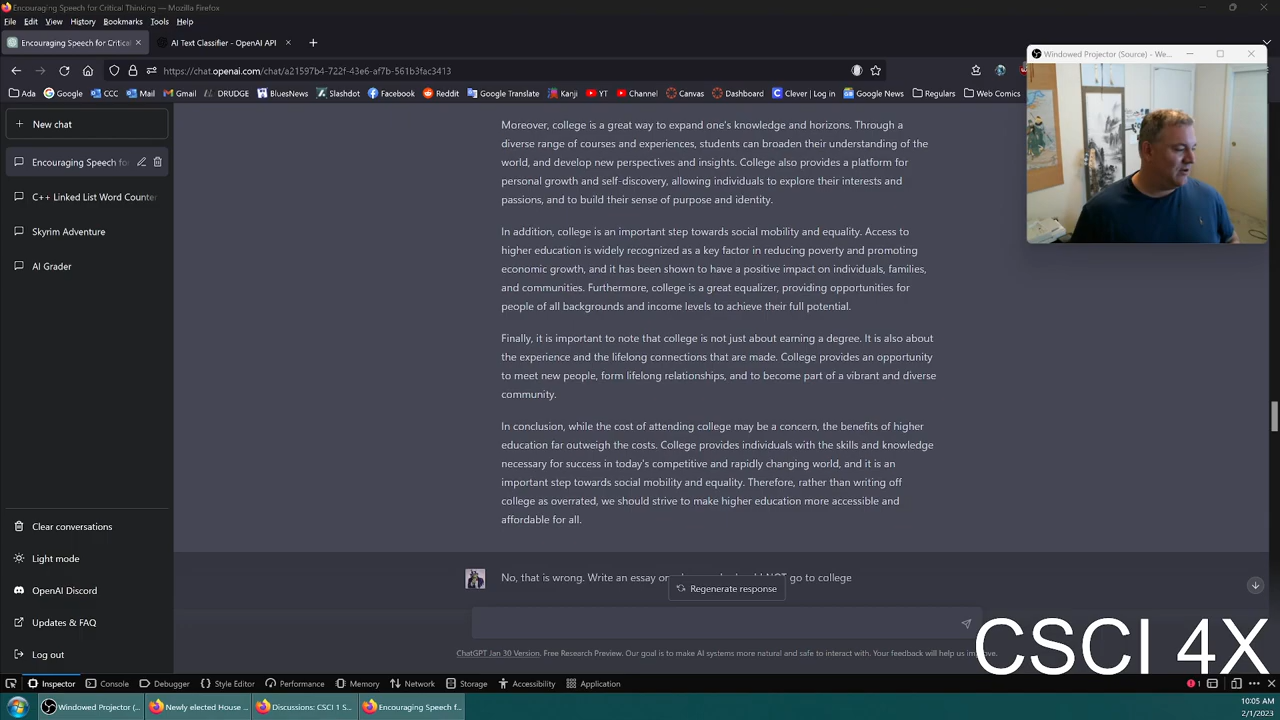 Encouraging Speech for Critical Thinking — Mozilla Firefox
File Edit View History Bookmarks Tools Help
Encouraging Speech for Critical
AI Text Classifier - OpenAI API
https://chat.openai.com/chat/a21597b4-722f-43e6-af7b-561b3fac3413
Ada Google CCC Mail Gmail DRUDGE BluesNews Slashdot Facebook Reddit Google Translate Kanji YT Channel Canvas Dashboard Clever | Log in Google News Regulars Web Comics
Windowed Projector (Source) - We...
New chat
Encouraging Speech for
C++ Linked List Word Counter
Skyrim Adventure
AI Grader
Clear conversations
Light mode
OpenAI Discord
Updates & FAQ
Log out
Moreover, college is a great way to expand one's knowledge and horizons. Through a
diverse range of courses and experiences, students can broaden their understanding of the
world, and develop new perspectives and insights. College also provides a platform for
personal growth and self-discovery, allowing individuals to explore their interests and
passions, and to build their sense of purpose and identity.
In addition, college is an important step towards social mobility and equality. Access to
higher education is widely recognized as a key factor in reducing poverty and promoting
economic growth, and it has been shown to have a positive impact on individuals, families,
and communities. Furthermore, college is a great equalizer, providing opportunities for
people of all backgrounds and income levels to achieve their full potential.
Finally, it is important to note that college is not just about earning a degree. It is also about
the experience and the lifelong connections that are made. College provides an opportunity
to meet new people, form lifelong relationships, and to become part of a vibrant and diverse
community.
In conclusion, while the cost of attending college may be a concern, the benefits of higher
education far outweigh the costs. College provides individuals with the skills and knowledge
necessary for success in today's competitive and rapidly changing world, and it is an
important step towards social mobility and equality. Therefore, rather than writing off
college as overrated, we should strive to make higher education more accessible and
affordable for all.
No, that is wrong. Write an essay on NOT go to college
Regenerate response
ChatGPT Jan 30 Version. Free Research Preview. Our goal is to make AI systems more natural and safe to interact with. Your feedback will help us improve.
CSCI 4X
Inspector Console Debugger Style Editor Performance Memory Network Storage Accessibility Application 1
Windowed Projector (... Newly elected House ... Discussions: CSCI 1 S... Encouraging Speech f...
10:05 AM
2/1/2023